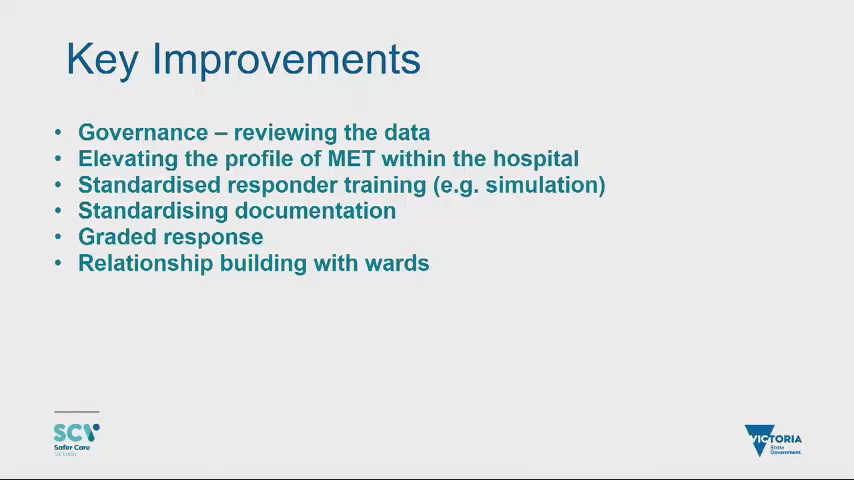 Key Improvements
• Governance – reviewing the data
• Elevating the profile of MET within the hospital
• Standardised responder training (e.g. simulation)
• Standardising documentation
• Graded response
• Relationship building with wards
SCV
Safer Care
Victoria
VICTORIA
State
Government